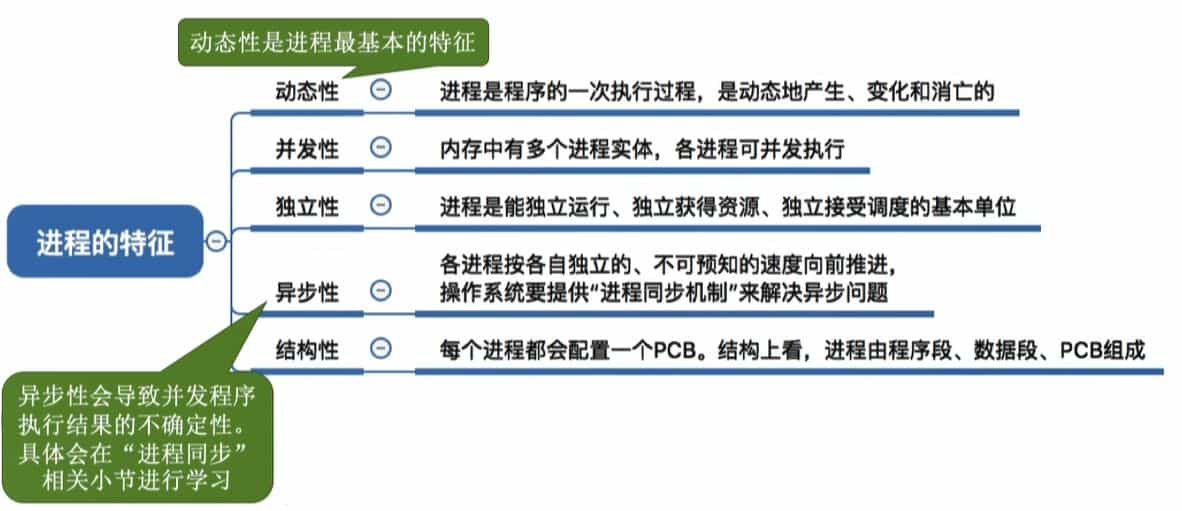 动态性是进程最基本的特征
动态性
进程是程序的一次执行过程，是动态地产生、变化和消亡的
并发性
内存中有多个进程实体，各进程可并发执行
独立性
进程是能独立运行、独立获得资源、独立接受调度的基本单位
进程的特征
异步性
各进程按各自独立的、不可预知的速度向前推进，
操作系统要提供“进程同步机制”来解决异步问题
结构性
每个进程都会配置一个PCB。结构上看，进程由程序段、数据段、PCB组成
异步性会导致并发程序
执行结果的不确定性。
具体会在“进程同步”
相关小节进行学习